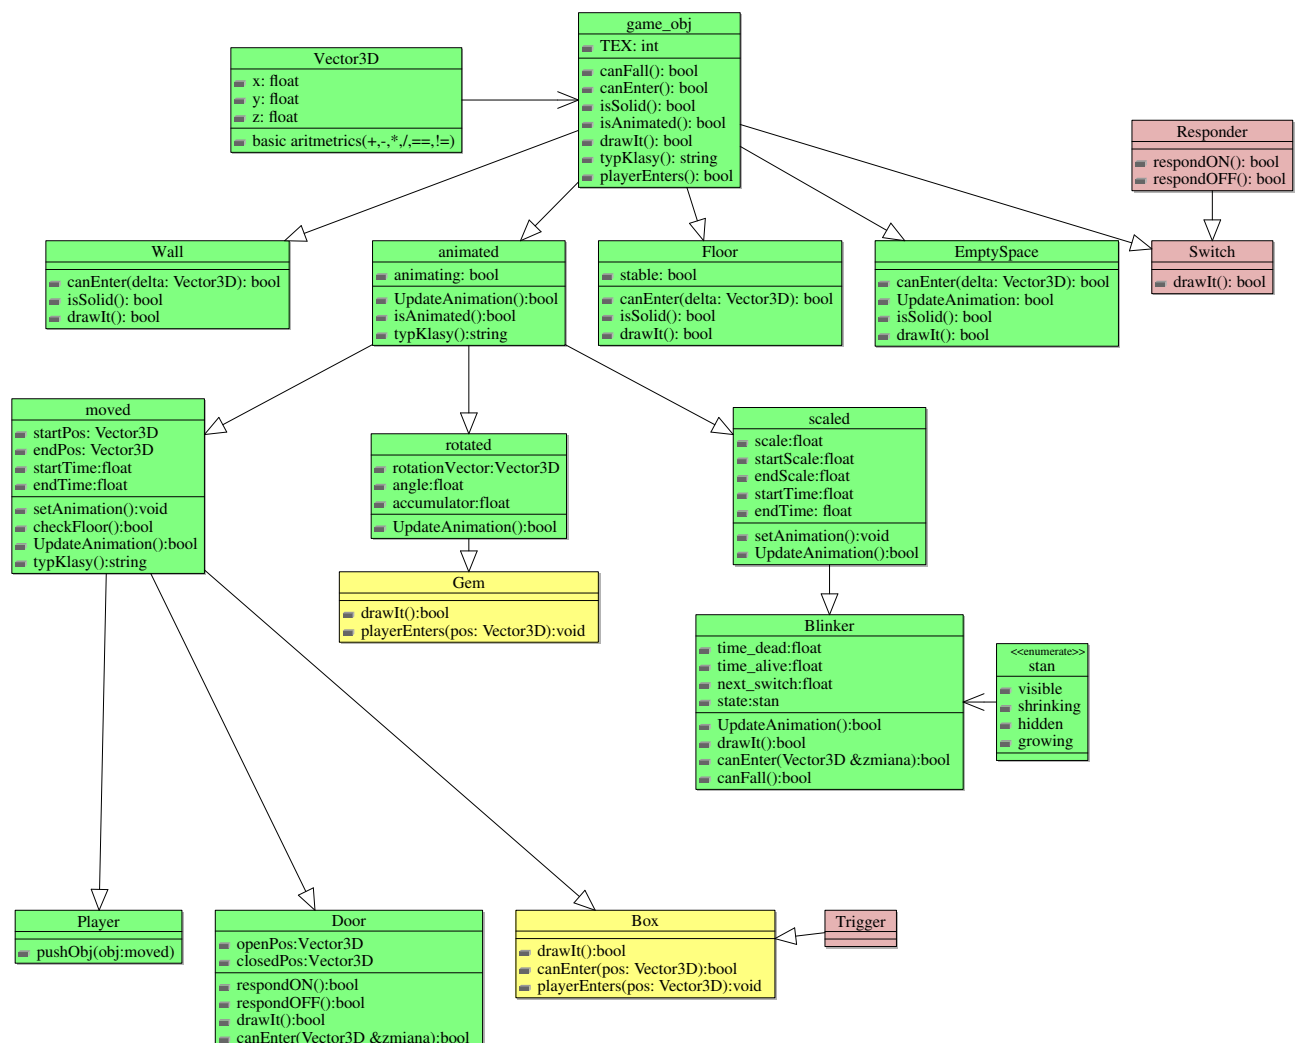 game_obj
TEX: int
canFall(): bool
canEnter(): bool
isSolid(): bool
isAnimated(): bool
drawIt(): bool
typKlasy(): string
playerEnters(): bool
Vector3D
x: float
y: float
z: float
basic aritmetrics(+,-,*,/,==,!=)
Responder
respondON(): bool
respondOFF(): bool
Wall
canEnter(delta: Vector3D): bool
isSolid(): bool
drawIt(): bool
animated
animating: bool
UpdateAnimation():bool
isAnimated():bool
typKlasy():string
Floor
stable: bool
canEnter(delta: Vector3D): bool
isSolid(): bool
drawIt(): bool
EmptySpace
canEnter(delta: Vector3D): bool
UpdateAnimation: bool
isSolid(): bool
drawIt(): bool
Switch
drawIt(): bool
moved
startPos: Vector3D
endPos: Vector3D
startTime:float
endTime:float
setAnimation():void
checkFloor():bool
UpdateAnimation():bool
typKlasy():string
rotated
rotationVector:Vector3D
angle:float
accumulator:float
UpdateAnimation():bool
scaled
scale:float
startScale:float
endScale:float
startTime:float
endTime: float
setAnimation():void
UpdateAnimation():bool
Gem
drawIt():bool
playerEnters(pos: Vector3D):void
Blinker
time_dead:float
time_alive:float
next_switch:float
state:stan
UpdateAnimation():bool
drawIt():bool
canEnter(Vector3D &zmiana):bool
canFall():bool
<<enumerate>>
stan
visible
shrinking
hidden
growing
Player
pushObj(obj:moved)
Door
openPos:Vector3D
closedPos:Vector3D
respondON():bool
respondOFF():bool
drawIt():bool
canEnter(Vector3D &zmiana):bool
Box
drawIt():bool
canEnter(pos: Vector3D):bool
playerEnters(pos: Vector3D):void
Trigger